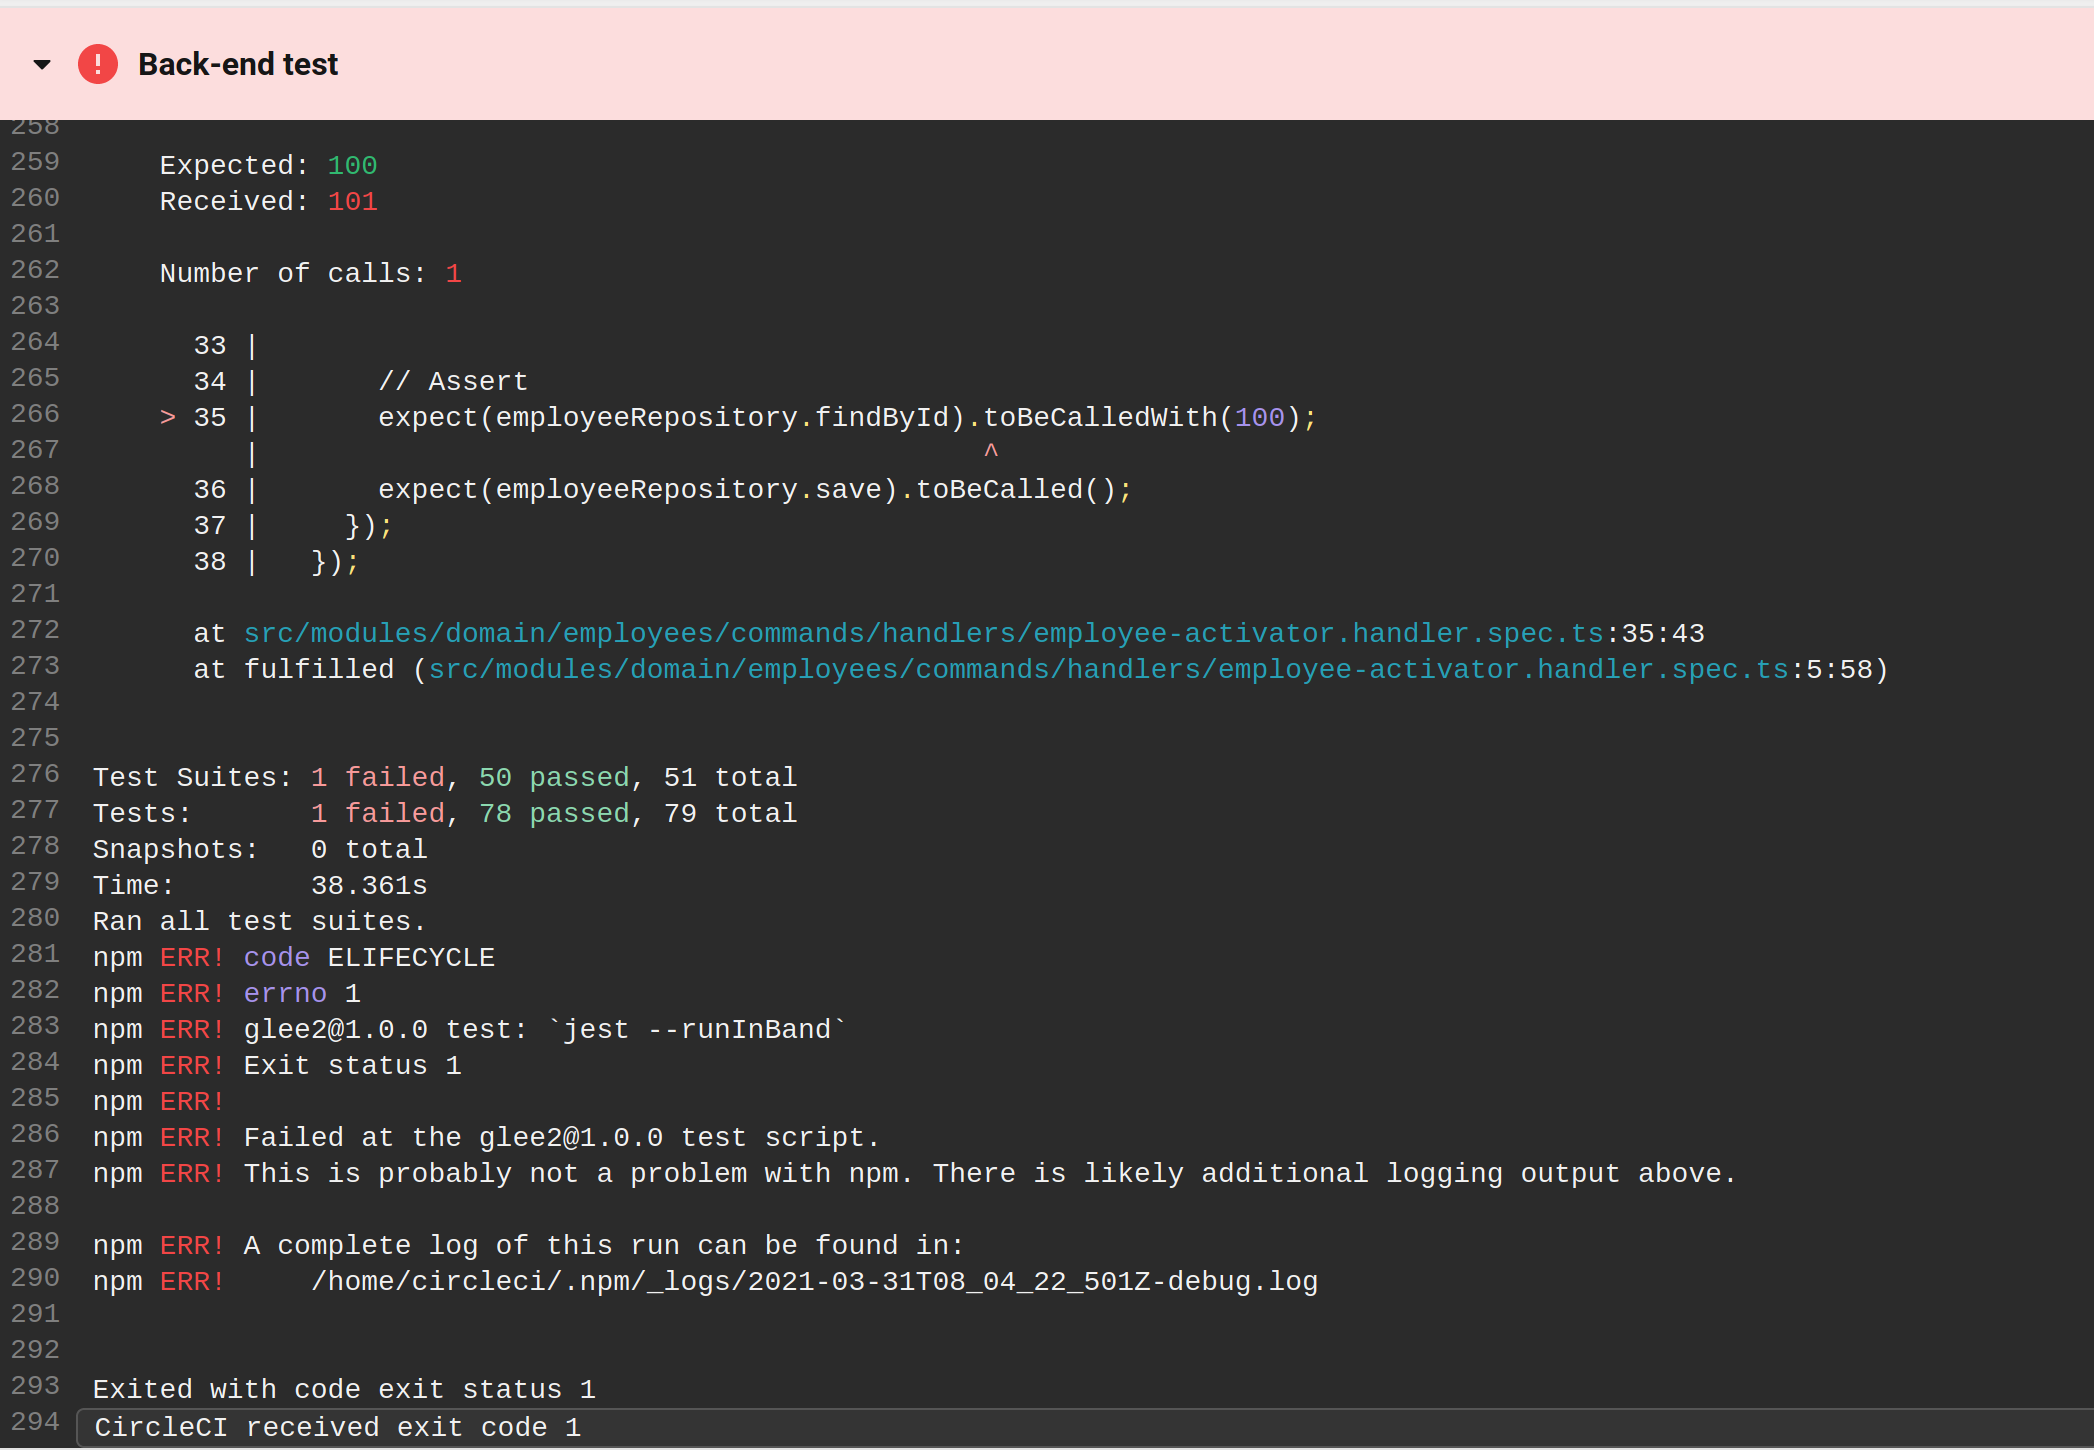 Back-end test
258
259     Expected: 100
260     Received: 101
261
262     Number of calls: 1
263
264       33 |
265       34 |       // Assert
266     > 35 |       expect(employeeRepository.findById).toBeCalledWith(100);
267          |                                           ^
268       36 |       expect(employeeRepository.save).toBeCalled();
269       37 |     });
270       38 |   });
271
272       at src/modules/domain/employees/commands/handlers/employee-activator.handler.spec.ts:35:43
273       at fulfilled (src/modules/domain/employees/commands/handlers/employee-activator.handler.spec.ts:5:58)
274
275
276 Test Suites: 1 failed, 50 passed, 51 total
277 Tests:       1 failed, 78 passed, 79 total
278 Snapshots:   0 total
279 Time:        38.361s
280 Ran all test suites.
281 npm ERR! code ELIFECYCLE
282 npm ERR! errno 1
283 npm ERR! glee2@1.0.0 test: `jest --runInBand`
284 npm ERR! Exit status 1
285 npm ERR!
286 npm ERR! Failed at the glee2@1.0.0 test script.
287 npm ERR! This is probably not a problem with npm. There is likely additional logging output above.
288
289 npm ERR! A complete log of this run can be found in:
290 npm ERR!     /home/circleci/.npm/_logs/2021-03-31T08_04_22_501Z-debug.log
291
292
293 Exited with code exit status 1
294 CircleCI received exit code 1